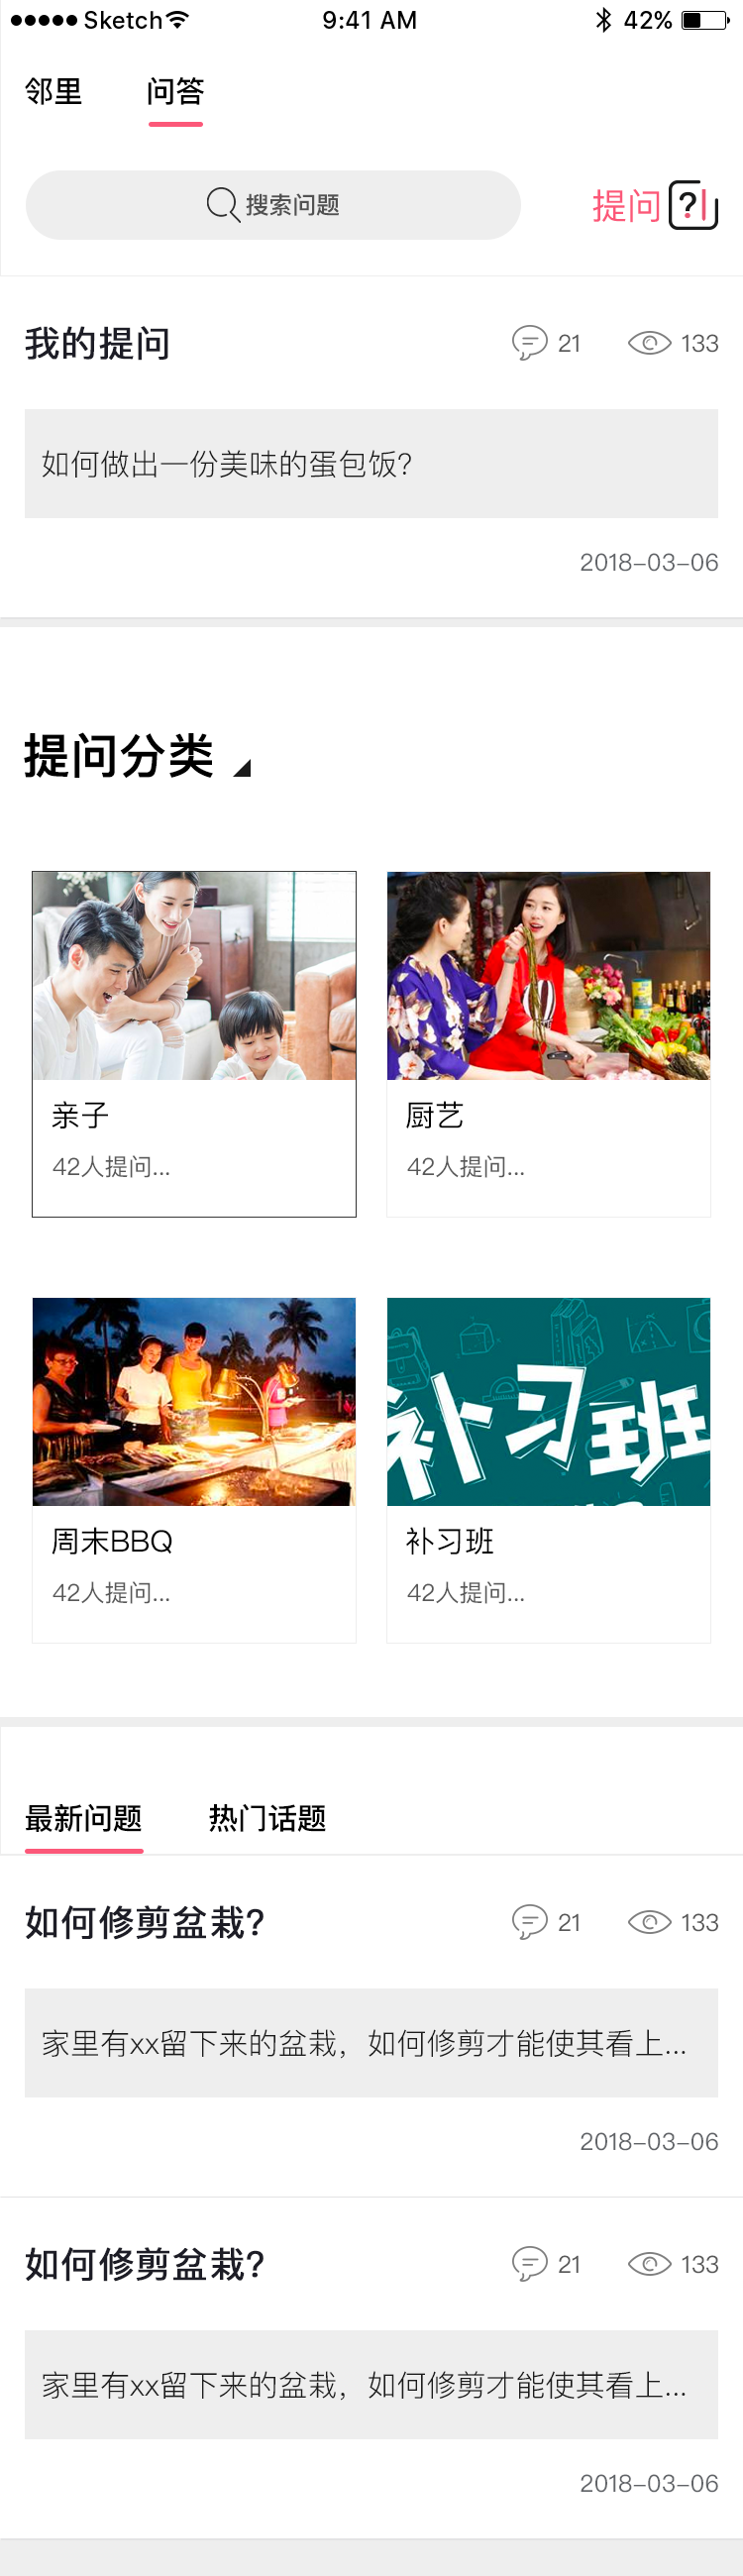 Sketch 9:41 AM 42%
邻里 问答
搜索问题 提问
我的提问 21 133
如何做出一份美味的蛋包饭?
2018-03-06
提问分类
亲子
42人提问...
厨艺
42人提问...
补习班
周末BBQ
42人提问...
补习班
42人提问...
最新问题 热门话题
如何修剪盆栽? 21 133
家里有xx留下来的盆栽，如何修剪才能使其看上...
2018-03-06
如何修剪盆栽? 21 133
家里有xx留下来的盆栽，如何修剪才能使其看上...
2018-03-06